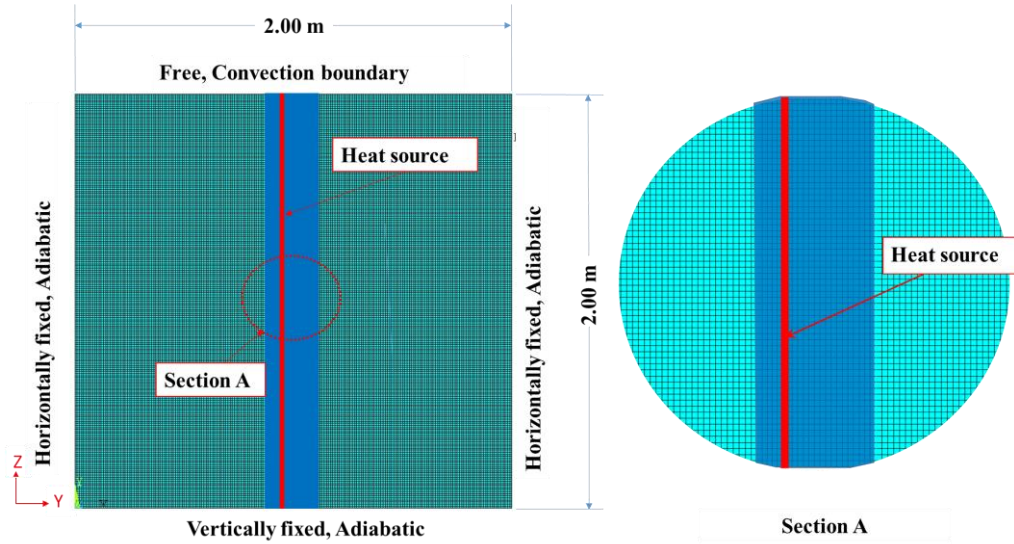 2.00 m
Free, Convection boundary
Heat source
Horizontally fixed, Adiabatic
Section A
Horizontally fixed, Adiabatic
2.00 m
Z
Y
Vertically fixed, Adiabatic
Heat source
Section A